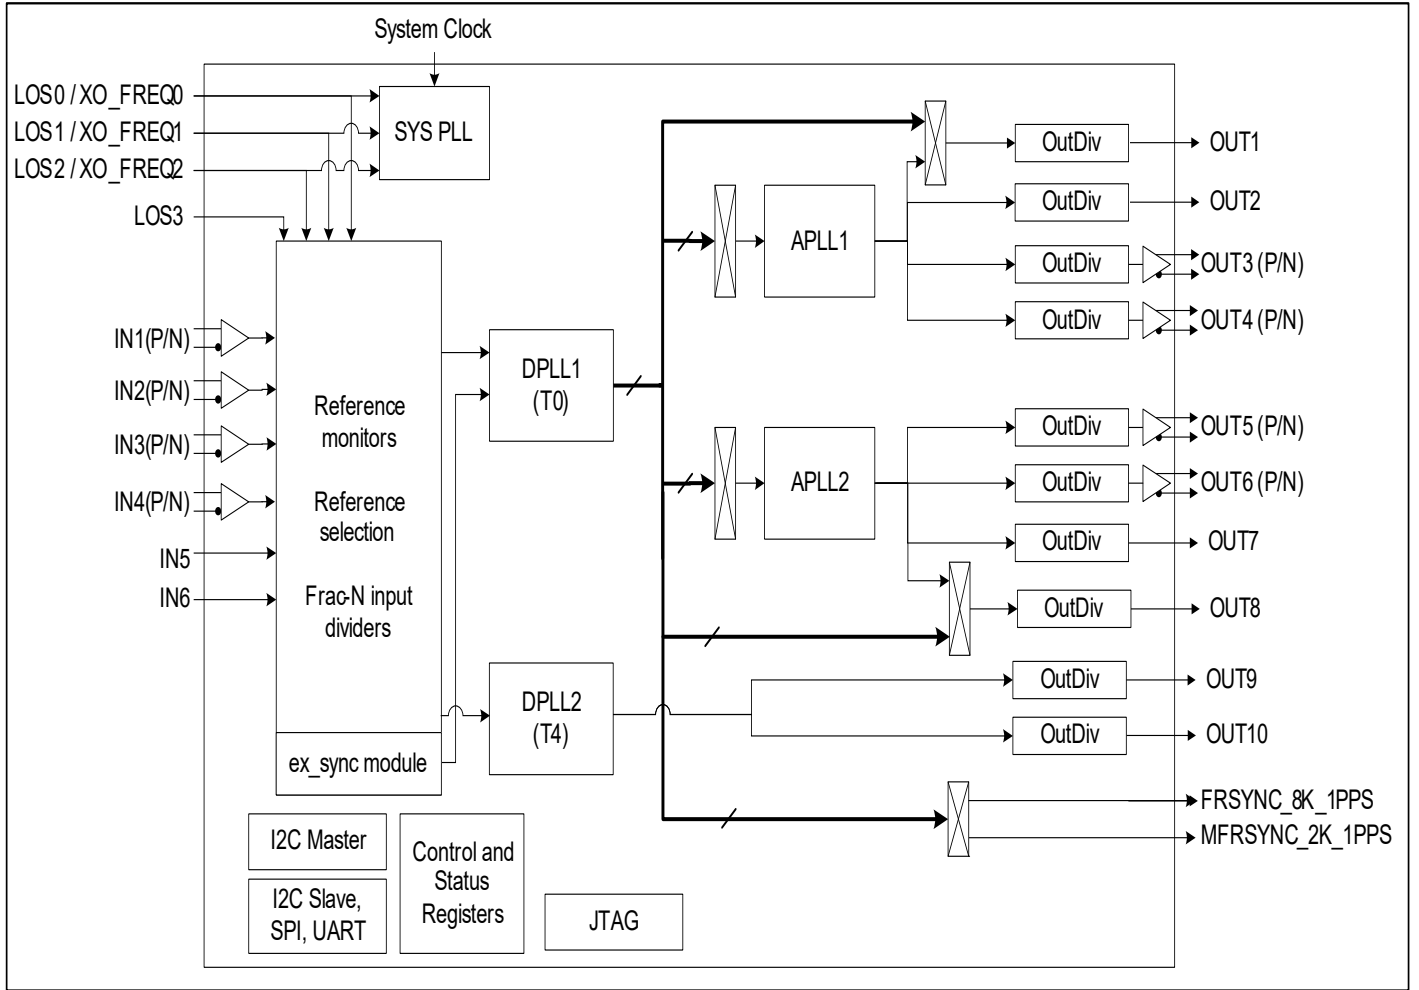 System Clock
LOS0 / XO_FREQ0
LOS1 / XO_FREQ1
LOS2 / XO_FREQ2
LOS3
SYS PLL
IN1(P/N)
IN2(P/N)
IN3(P/N)
IN4(P/N)
IN5
IN6
Reference
monitors
Reference
selection
Frac-N input
dividers
ex_sync module
DPLL1
(T0)
DPLL2
(T4)
APLL1
APLL2
OutDiv
OUT1
OutDiv
OUT2
OutDiv
OUT3 (P/N)
OutDiv
OUT4 (P/N)
OutDiv
OUT5 (P/N)
OutDiv
OUT6 (P/N)
OutDiv
OUT7
OutDiv
OUT8
OutDiv
OUT9
OutDiv
OUT10
FRSYNC_8K_1PPS
MFRSYNC_2K_1PPS
I2C Master
I2C Slave,
SPI, UART
Control and
Status
Registers
JTAG